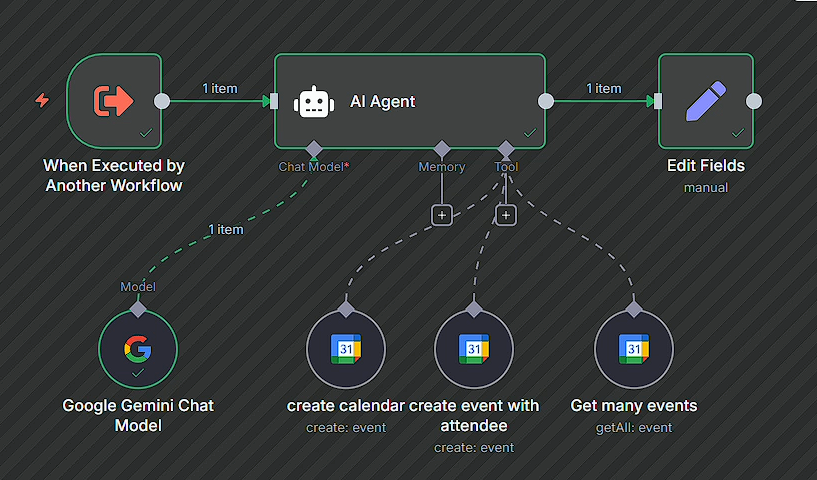 1 item
AI Agent
1 item
When Executed by
Another Workflow
Chat Model*
Memory
Tool
Edit Fields
manual
+
+
1 item
Model
31
31
31
Google Gemini Chat
Model
create calendar
create: event
create event with
attendee
create: event
Get many events
getAll: event